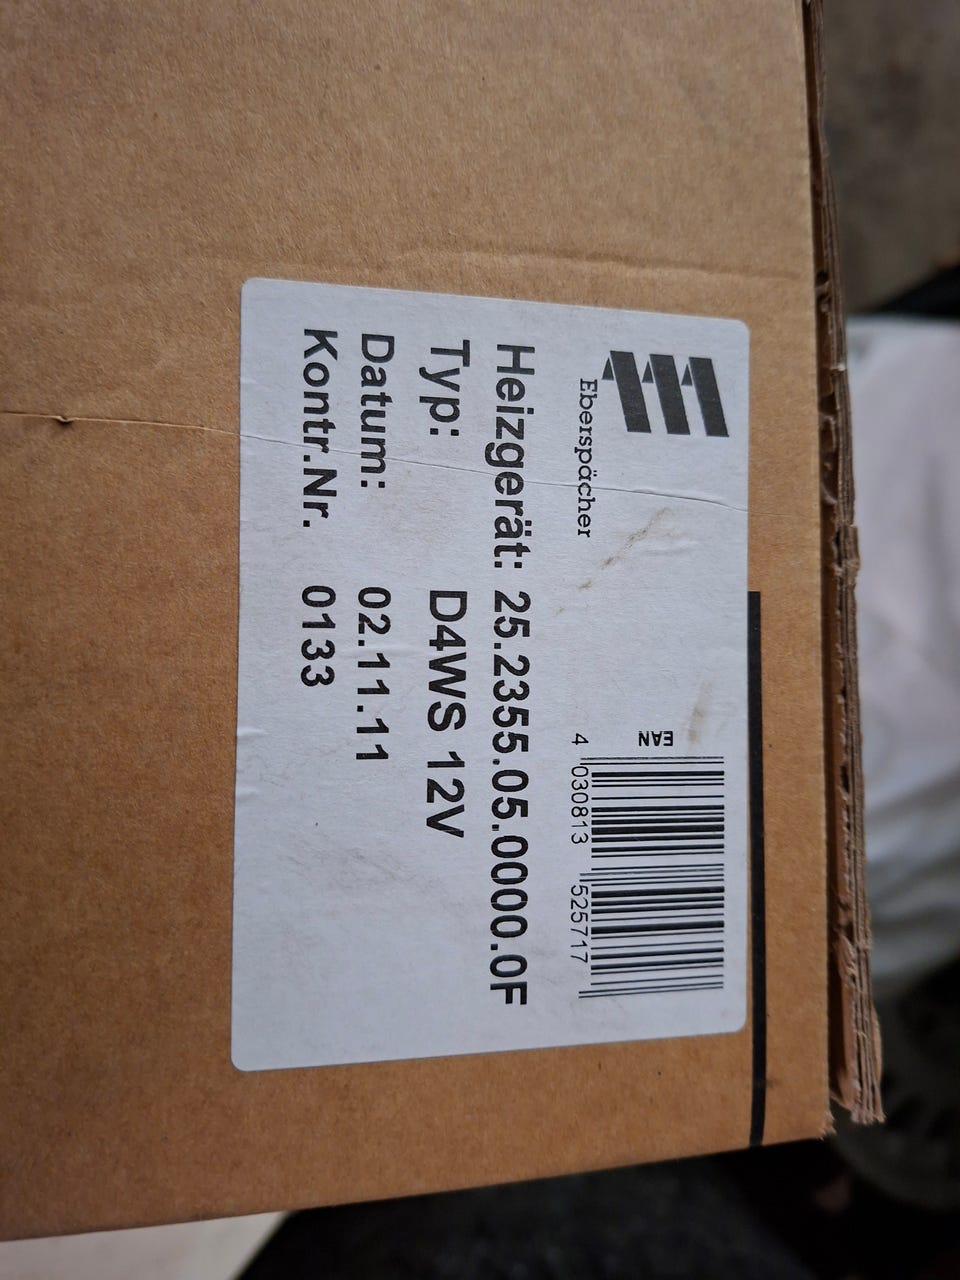 Eberspächer
EAN
4 030813 525717
Heizgerät: 25.2355.05.0000.0F
Typ: D4WS 12V
Datum: 02.11.11
Kontr.Nr. 0133